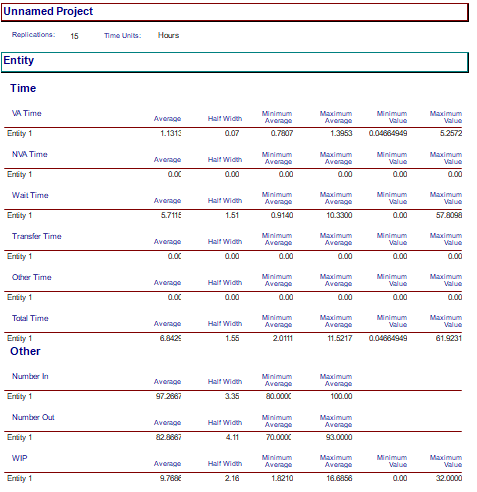 Unnamed Project
Replications: 15 Time Units: Hours
Entity
Time
VA Time Average Half Width Minimum Average Maximum Average Minimum Value Maximum Value
Entity 1 1.1313 0.07 0.7807 1.3953 0.04664949 5.2572
NVA Time Average Half Width Minimum Average Maximum Average Minimum Value Maximum Value
Entity 1 0.00 0.00 0.00 0.00 0.00 0.00
Wait Time Average Half Width Minimum Average Maximum Average Minimum Value Maximum Value
Entity 1 5.7115 1.51 0.9140 10.3300 0.00 57.8098
Transfer Time Average Half Width Minimum Average Maximum Average Minimum Value Maximum Value
Entity 1 0.00 0.00 0.00 0.00 0.00 0.00
Other Time Average Half Width Minimum Average Maximum Average Minimum Value Maximum Value
Entity 1 0.00 0.00 0.00 0.00 0.00 0.00
Total Time Average Half Width Minimum Average Maximum Average Minimum Value Maximum Value
Entity 1 6.8429 1.55 2.0111 11.5217 0.04664949 61.9231
Other
Number In Average Half Width Minimum Average Maximum Average
Entity 1 97.2667 3.35 80.0000 100.00
Number Out Average Half Width Minimum Average Maximum Average
Entity 1 82.8667 4.11 70.0000 93.0000
WIP Average Half Width Minimum Average Maximum Average Minimum Value Maximum Value
Entity 1 9.7686 2.16 1.8210 16.6856 0.00 32.0000